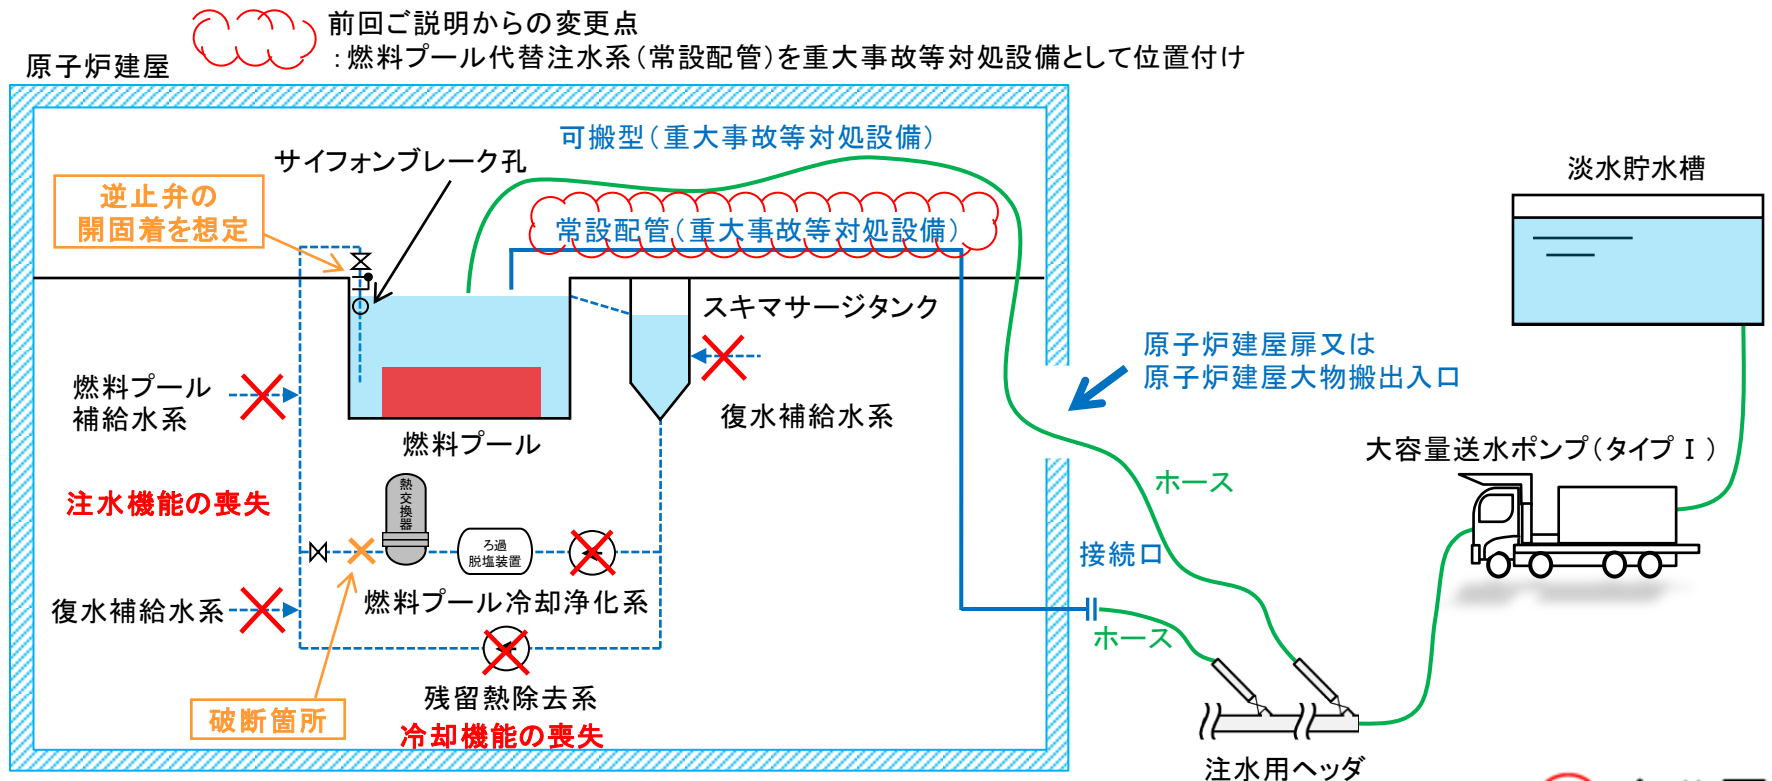 前回ご説明からの変更点
：燃料プール代替注水系（常設配管）を重大事故等対処設備として位置付け
原子炉建屋
可搬型（重大事故等対処設備）
サイフォンブレーク孔
逆止弁の
開固着を想定
常設配管（重大事故等対処設備）
淡水貯水槽
スキマサージタンク
原子炉建屋扉又は
原子炉建屋大物搬出入口
燃料プール
補給水系
復水補給水系
燃料プール
大容量送水ポンプ（タイプⅠ）
注水機能の喪失
熱交換器
ホース
ろ過
脱塩装置
接続口
燃料プール冷却浄化系
復水補給水系
ホース
残留熱除去系
破断箇所
冷却機能の喪失
注水用ヘッダ